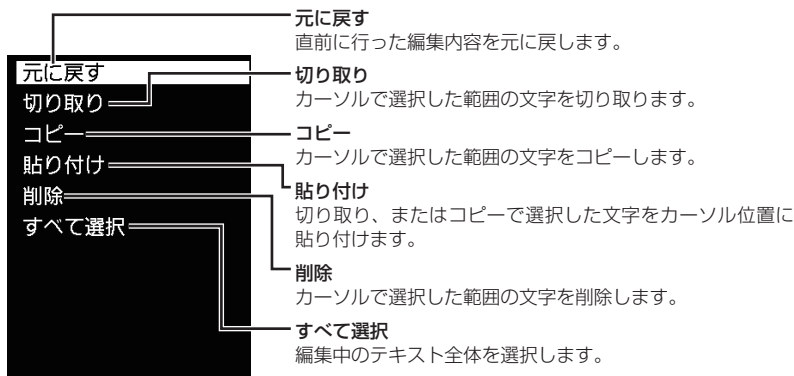 元に戻す
切り取り
コピー
貼り付け
削除
すべて選択
元に戻す
直前に行った編集内容を元に戻します。
切り取り
カーソルで選択した範囲の文字を切り取ります。
コピー
カーソルで選択した範囲の文字をコピーします。
貼り付け
切り取り、またはコピーで選択した文字をカーソル位置に
貼り付けます。
削除
カーソルで選択した範囲の文字を削除します。
すべて選択
編集中のテキスト全体を選択します。